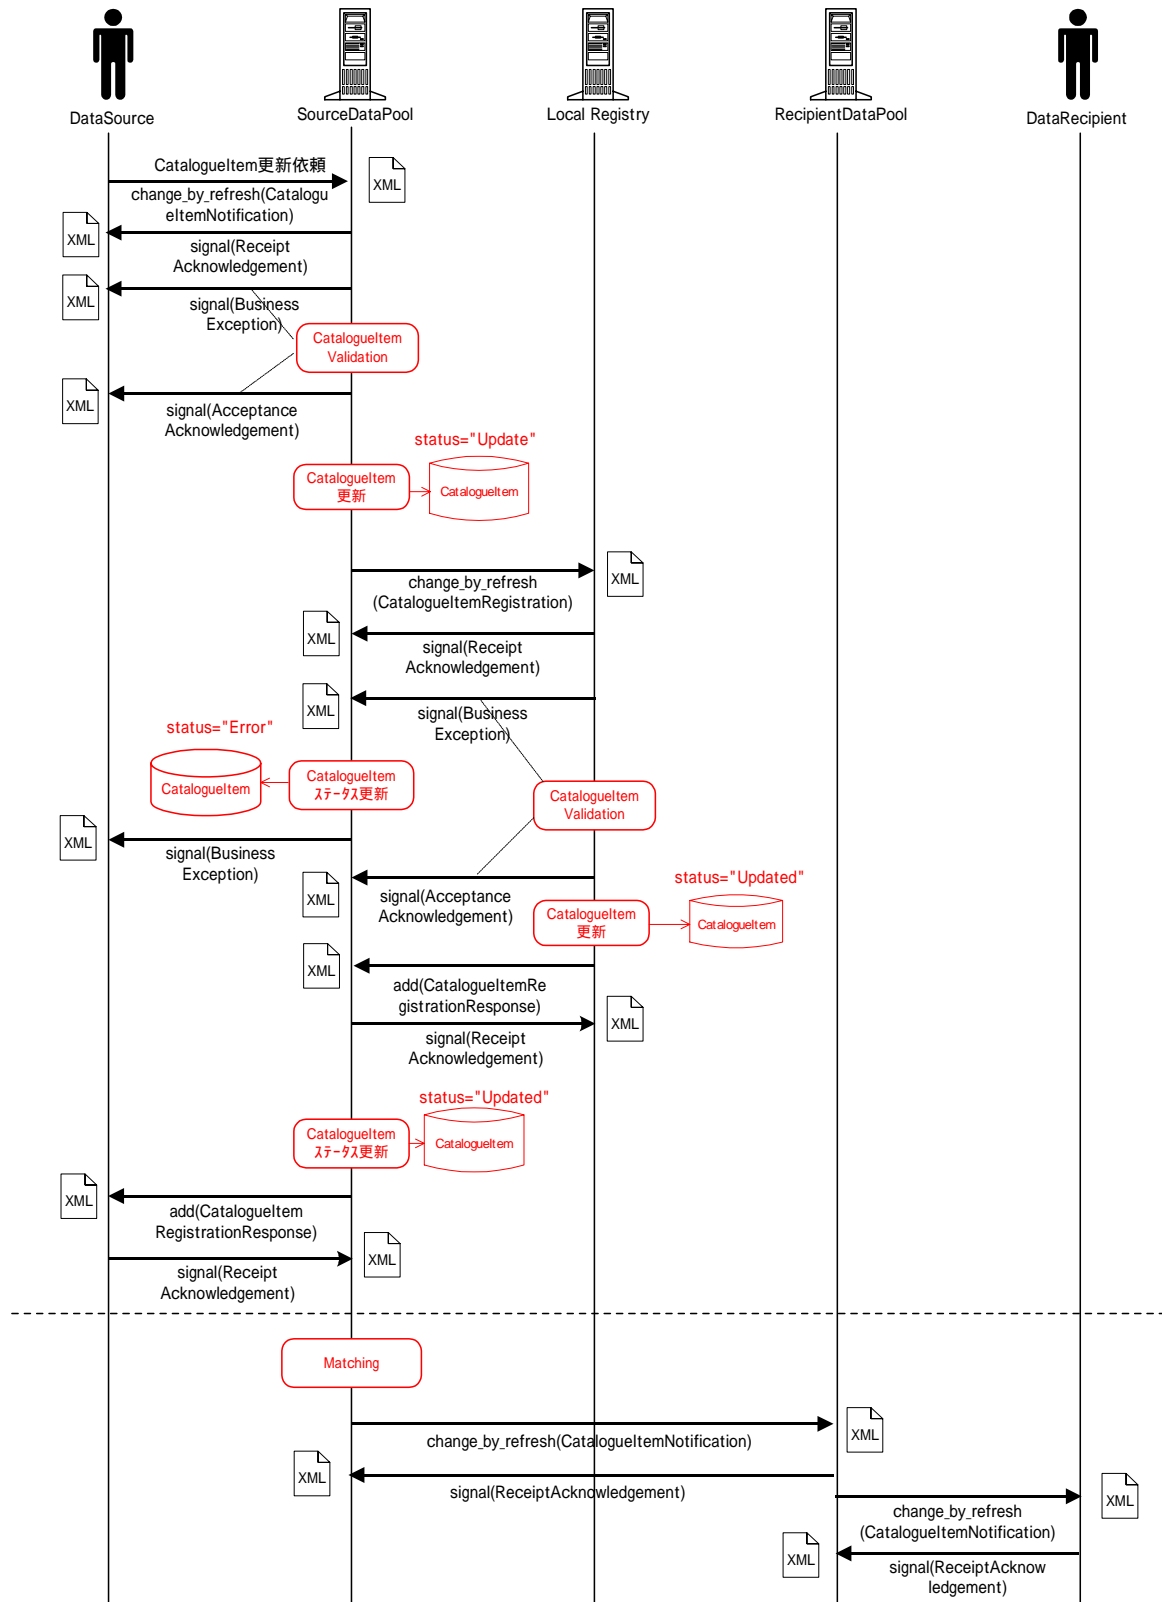 DataSource
SourceDataPool
Local Registry
RecipientDataPool
DataRecipient
CatalogueItem更新依頼
XML
change_by_refresh(Catalogu
eItemNotification)
XML
signal(Receipt
Acknowledgement)
XML
signal(Business
Exception)
CatalogueItem
Validation
XML
signal(Acceptance
Acknowledgement)
status="Update"
CatalogueItem
更新
CatalogueItem
XML
change_by_refresh
(CatalogueItemRegistration)
XML
signal(Receipt
Acknowledgement)
XML
signal(Business
Exception)
status="Error"
CatalogueItem
CatalogueItem
ｽﾃｰﾀｽ更新
CatalogueItem
Validation
XML
signal(Business
Exception)
XML
signal(Acceptance
Acknowledgement)
status="Updated"
CatalogueItem
更新
CatalogueItem
XML
add(CatalogueItemRe
gistrationResponse)
XML
signal(Receipt
Acknowledgement)
status="Updated"
CatalogueItem
ｽﾃｰﾀｽ更新
CatalogueItem
XML
add(CatalogueItem
RegistrationResponse)
XML
signal(Receipt
Acknowledgement)
Matching
XML
change_by_refresh(CatalogueItemNotification)
XML
signal(ReceiptAcknowledgement)
XML
change_by_refresh
(CatalogueItemNotification)
XML
signal(ReceiptAcknow
ledgement)